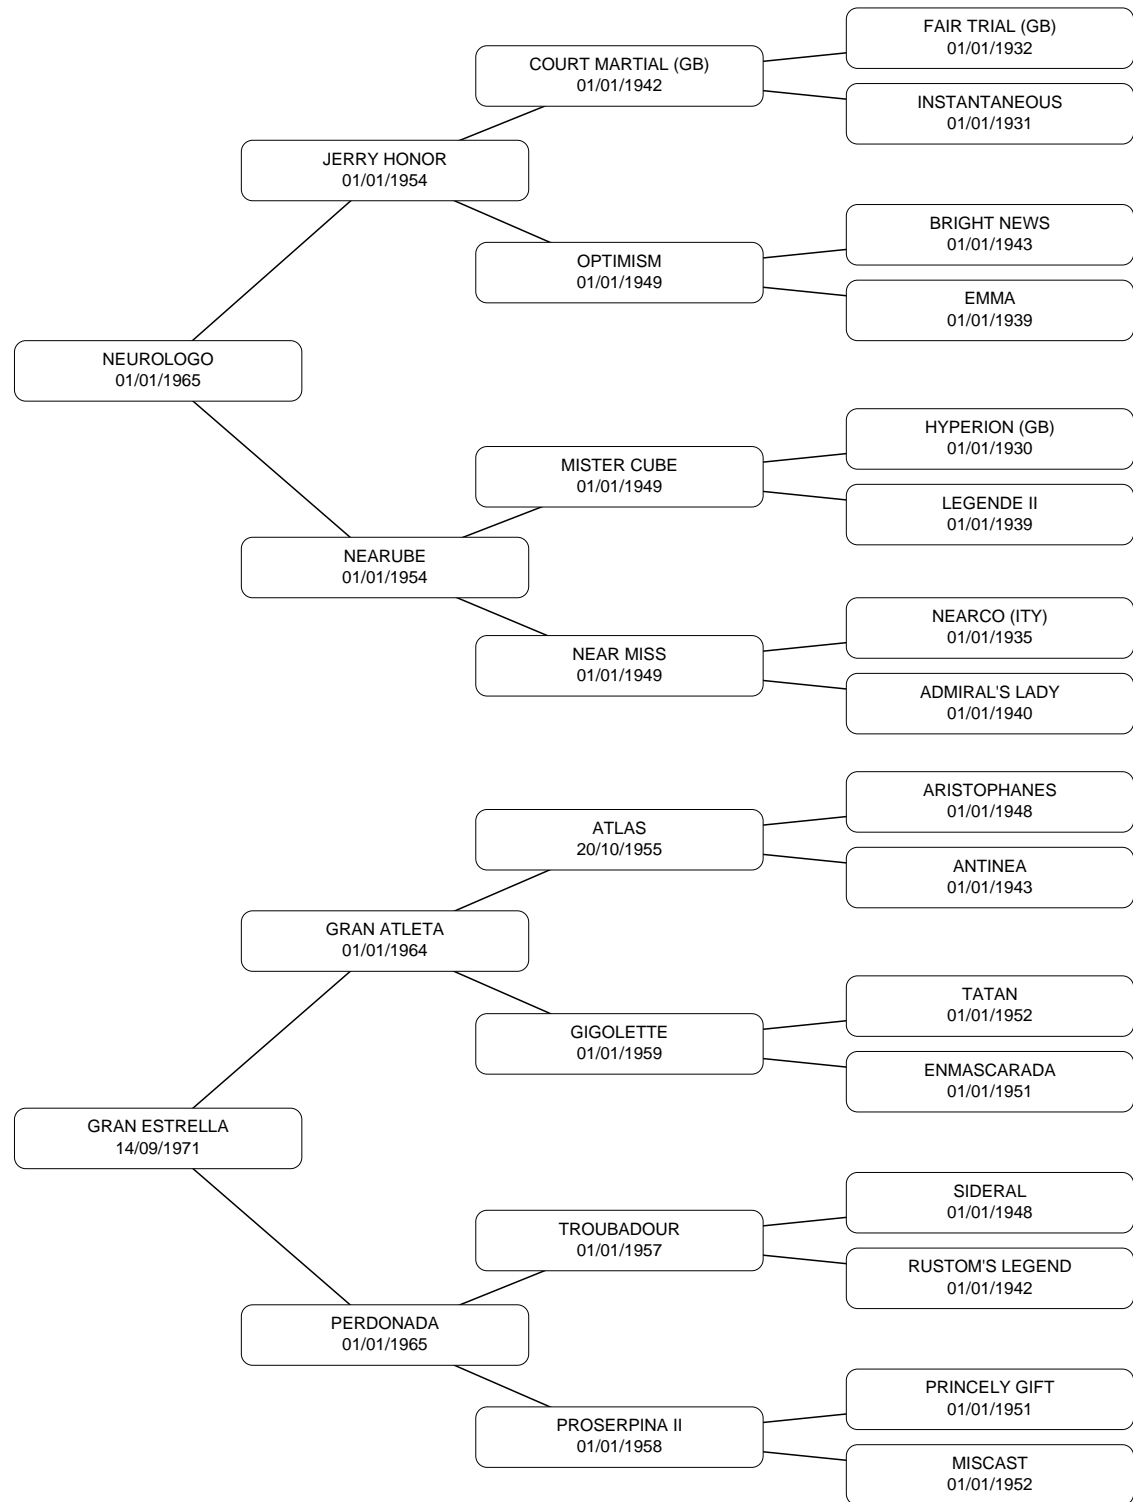 FAIR TRIAL (GB)
01/01/1932
COURT MARTIAL (GB)
01/01/1942
INSTANTANEOUS
01/01/1931
JERRY HONOR
01/01/1954
BRIGHT NEWS
01/01/1943
OPTIMISM
01/01/1949
EMMA
01/01/1939
NEUROLOGO
01/01/1965
HYPERION (GB)
01/01/1930
MISTER CUBE
01/01/1949
LEGENDE II
01/01/1939
NEARUBE
01/01/1954
NEARCO (ITY)
01/01/1935
NEAR MISS
01/01/1949
ADMIRAL'S LADY
01/01/1940
ARISTOPHANES
01/01/1948
ATLAS
20/10/1955
ANTINEA
01/01/1943
GRAN ATLETA
01/01/1964
TATAN
01/01/1952
GIGOLETTE
01/01/1959
ENMASCARADA
01/01/1951
GRAN ESTRELLA
14/09/1971
SIDERAL
01/01/1948
TROUBADOUR
01/01/1957
RUSTOM'S LEGEND
01/01/1942
PERDONADA
01/01/1965
PRINCELY GIFT
01/01/1951
PROSERPINA II
01/01/1958
MISCAST
01/01/1952